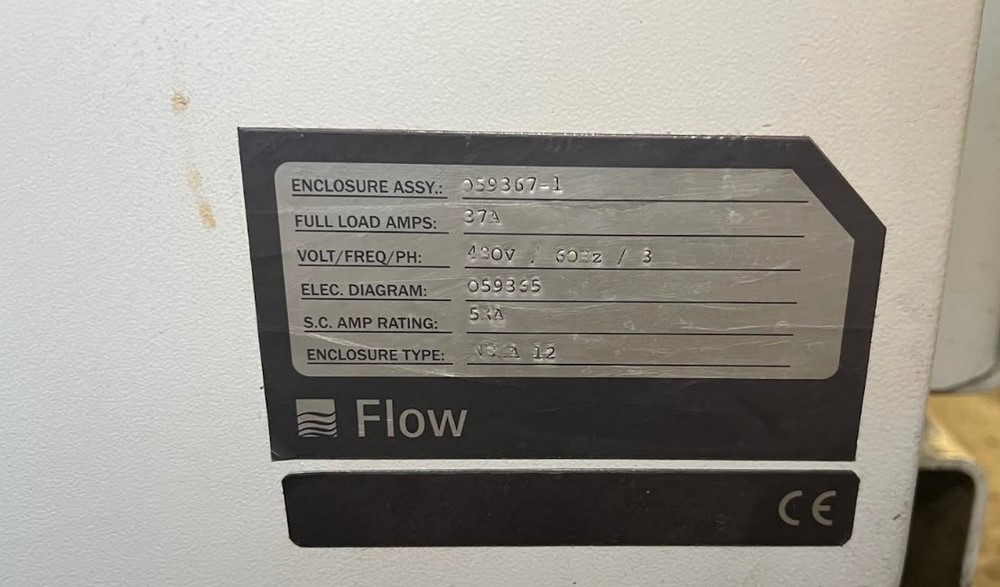 ENCLOSURE ASSY.: 059367-1
FULL LOAD AMPS: 37A
VOLT/FREQ/PH: 480V / 60Hz / 3
ELEC. DIAGRAM: 059365
S.C. AMP RATING:
ENCLOSURE TYPE: NEMA 12
Flow
CE